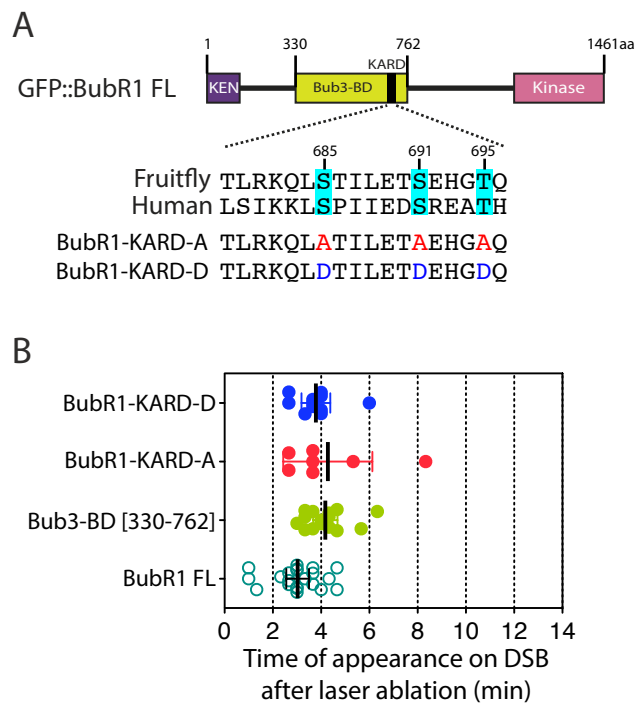 A
1 330 762 1461aa
KARD
GFP::BubR1 FL KEN Bub3-BD Kinase
685 691 695
Fruitfly TLRKQLSTILETSEHGTQ
Human LSIKKLSPIIEDSREATH
BubR1-KARD-A TLRKQLATILETAEHGAQ
BubR1-KARD-D TLRKQLDTILETDEHGDQ
B
BubR1-KARD-D
BubR1-KARD-A
Bub3-BD [330-762]
BubR1 FL
0 2 4 6 8 10 12 14
Time of appearance on DSB
after laser ablation (min)